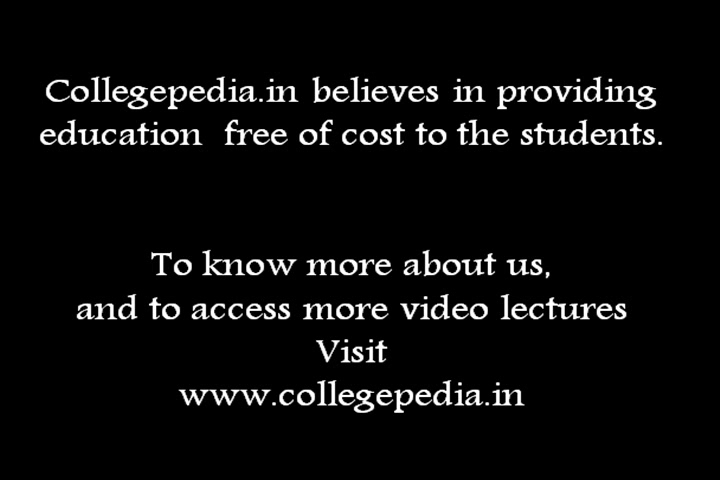 Collegepedia.in believes in providing
education  free of cost to the students.
To know more about us,
and to access more video lectures
Visit
www.collegepedia.in